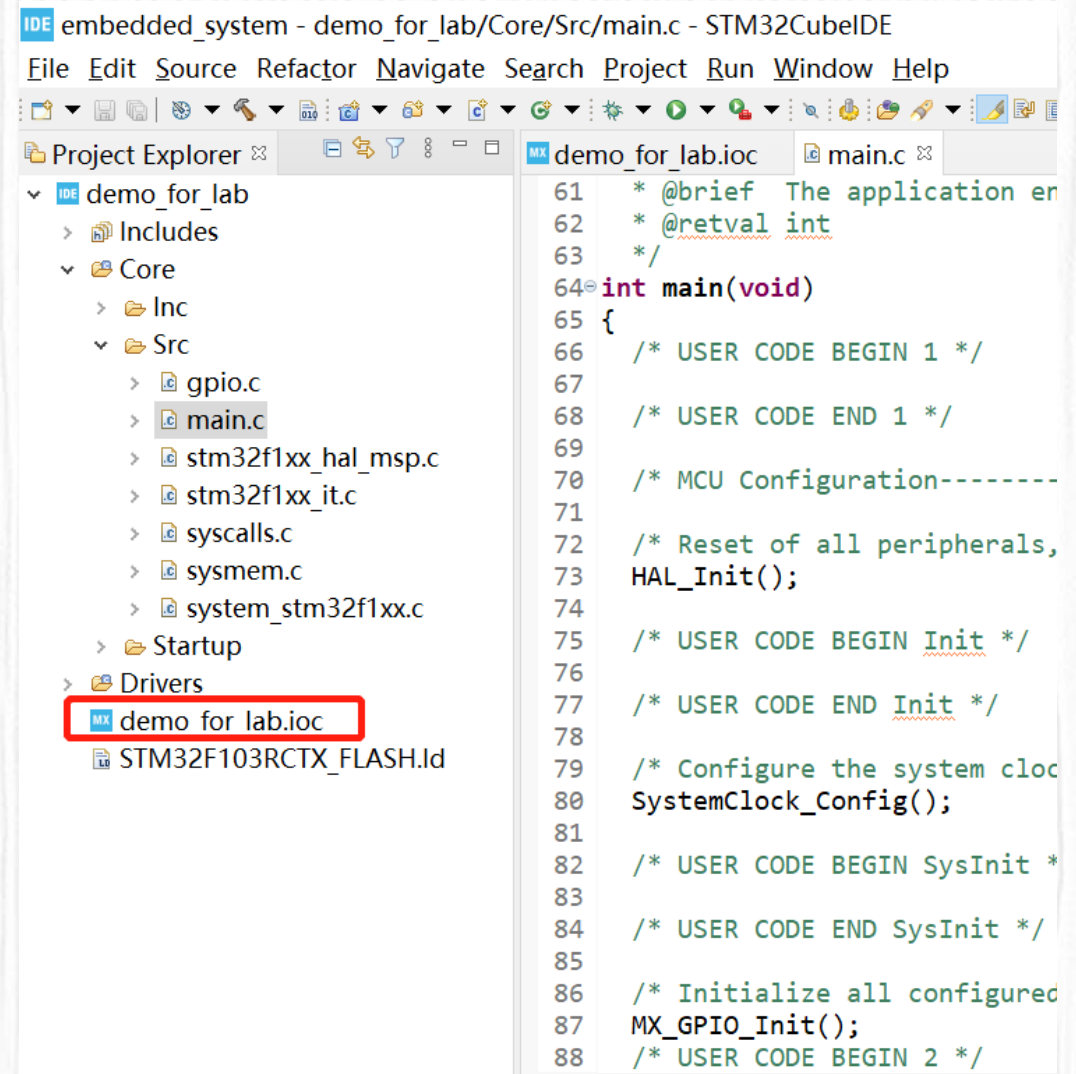 IDE embedded_system - demo_for_lab/Core/Src/main.c - STM32CubeIDE
File Edit Source Refactor Navigate Search Project Run Window Help
Project Explorer
IDE demo_for_lab
Includes
Core
Inc
Src
gpio.c
main.c
stm32f1xx_hal_msp.c
stm32f1xx_it.c
syscalls.c
sysmem.c
system_stm32f1xx.c
Startup
Drivers
MX demo_for_lab.ioc
STM32F103RCTX_FLASH.ld
MX demo_for_lab.ioc
main.c
61 * @brief The application en
62 * @retval int
63 */
64 int main(void)
65 {
66 /* USER CODE BEGIN 1 */
67
68 /* USER CODE END 1 */
69
70 /* MCU Configuration--------
71
72 /* Reset of all peripherals,
73 HAL_Init();
74
75 /* USER CODE BEGIN Init */
76
77 /* USER CODE END Init */
78
79 /* Configure the system cloc
80 SystemClock_Config();
81
82 /* USER CODE BEGIN SysInit *
83
84 /* USER CODE END SysInit */
85
86 /* Initialize all configured
87 MX_GPIO_Init();
88 /* USER CODE BEGIN 2 */